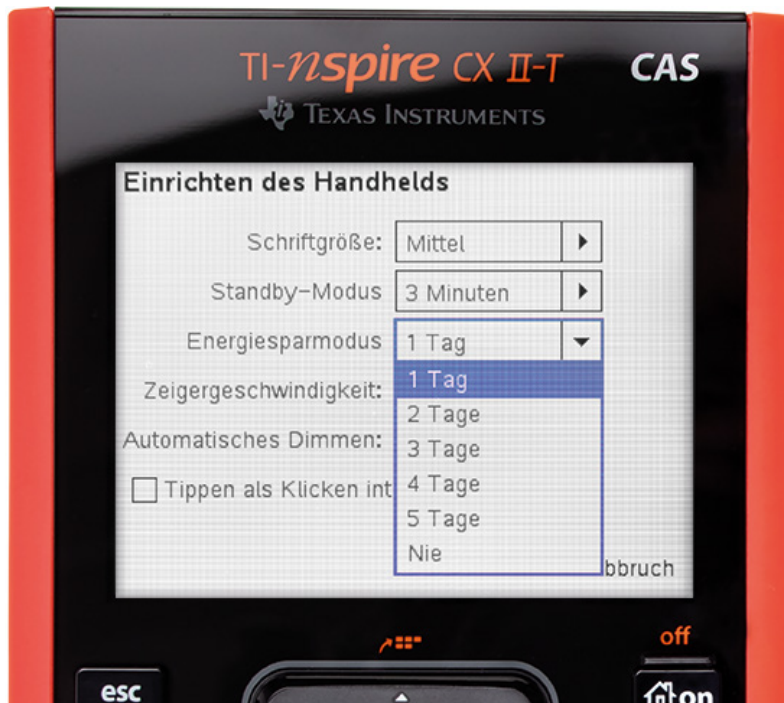 TI-nspire CX II-T CAS
TEXAS INSTRUMENTS
Einrichten des Handhelds
Schriftgröße: Mittel
Standby-Modus 3 Minuten
Energiesparmodus 1 Tag
1 Tag
Zeigergeschwindigkeit:
2 Tage
Automatisches Dimmen:
3 Tage
Tippen als Klicken int
4 Tage
5 Tage
Nie
bbruch
off
esc
on